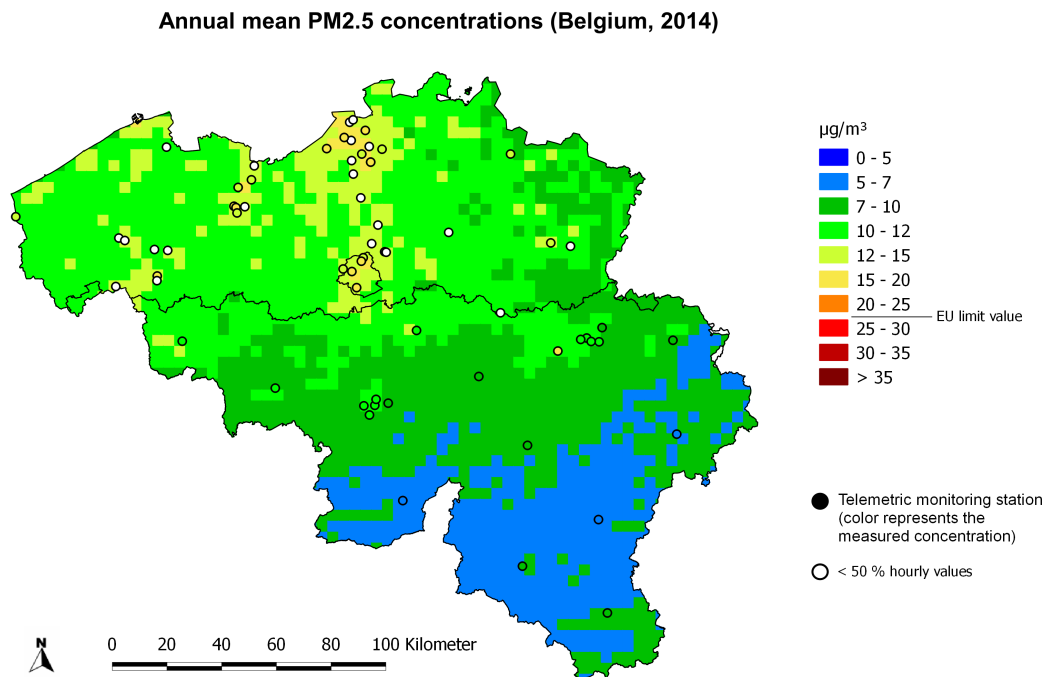 Annual mean PM2.5 concentrations (Belgium, 2014)
µg/m³
0 - 5
5 - 7
7 - 10
10 - 12
12 - 15
15 - 20
20 - 25
EU limit value
25 - 30
30 - 35
> 35
Telemetric monitoring station
(color represents the
measured concentration)
< 50 % hourly values
N
0 20 40 60 80 100 Kilometer